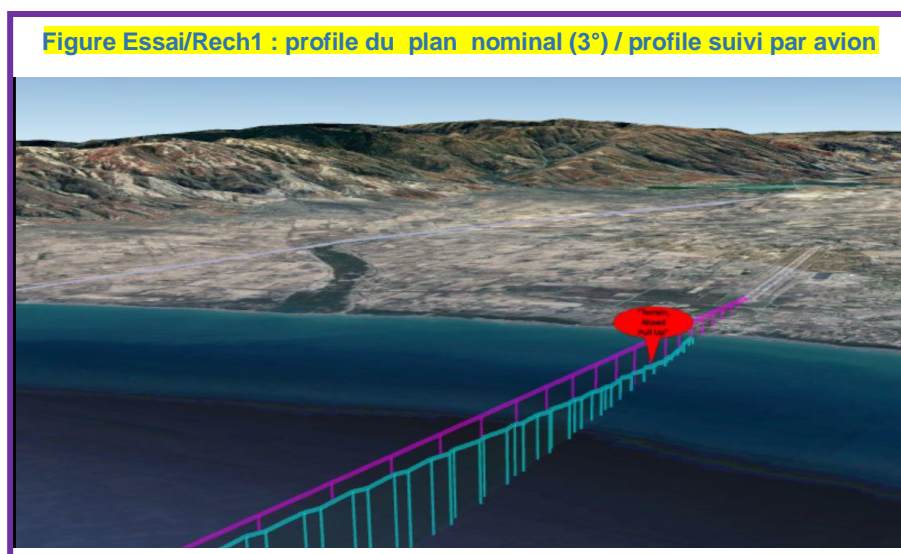 Figure Essai/Rech1 : profile du plan nominal (3°) / profile suivi par avion
"Terrain,
Pull Up"